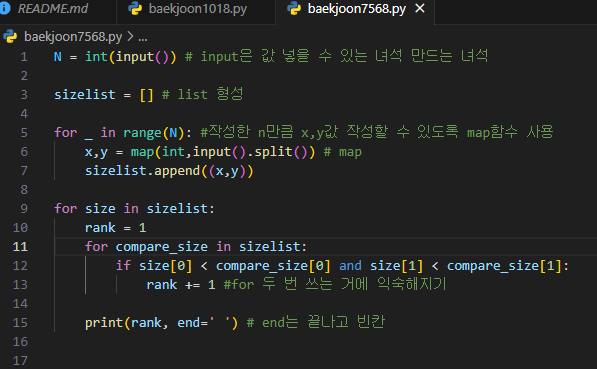 README.md baekjoon1018.py baekjoon7568.py ×
baekjoon7568.py > ...
1 N = int(input()) # input은 값 넣을 수 있는 녀석 만드는 녀석
2
3 sizelist = [] # list 형성
4
5 for _ in range(N): #작성한 n만큼 x,y값 작성할 수 있도록 map함수 사용
6     x,y = map(int,input().split()) # map
7     sizelist.append((x,y))
8
9 for size in sizelist:
10     rank = 1
11     for compare_size in sizelist:
12         if size[0] < compare_size[0] and size[1] < compare_size[1]:
13             rank += 1 #for 두 번 쓰는 거에 익숙해지기
14
15     print(rank, end=' ') # end는 끝나고 빈칸
16
17